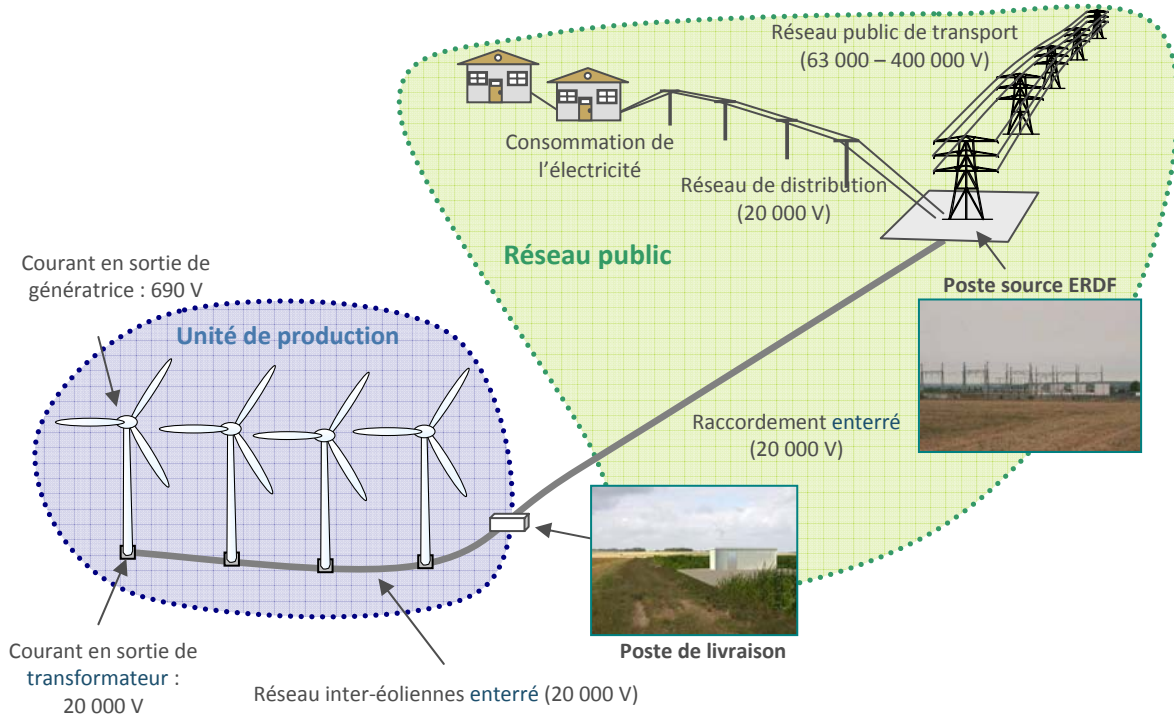 Réseau public de transport
(63 000 – 400 000 V)
Consommation de
l'électricité
Réseau de distribution
(20 000 V)
Réseau public
Courant en sortie de
génératrice : 690 V
Poste source ERDF
Unité de production
Raccordement enterré
(20 000 V)
Poste de livraison
Courant en sortie de
transformateur :
20 000 V
Réseau inter-éoliennes enterré (20 000 V)